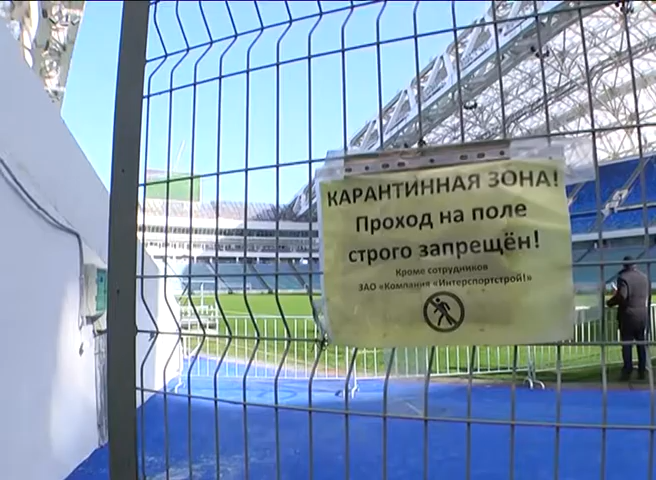 КАРАНТИННАЯ ЗОНА!
Проход на поле
строго запрещён!
Кроме сотрудников
ЗАО «Компания «Интерспортстрой»!